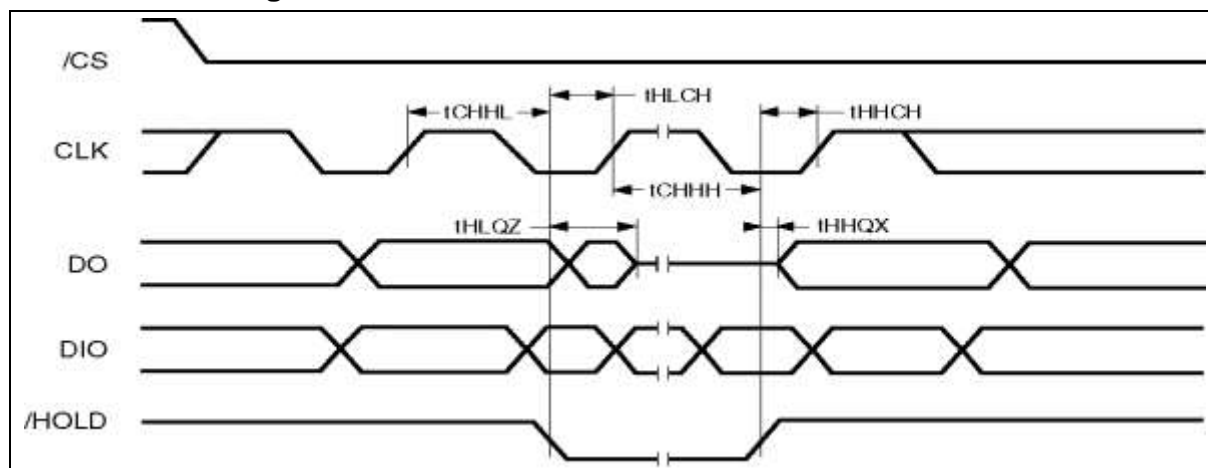 /CS
tHLCH
tCHHL
tHHCH
CLK
tCHHH
tHLQZ
tHHQX
DO
DIO
/HOLD